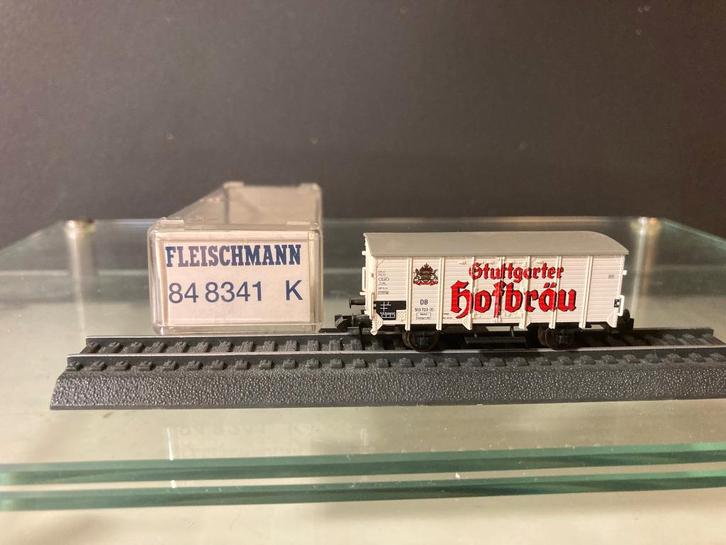 FLEISCHMANN
84 8341 K
Stuttgarter
Hofbräu
DB